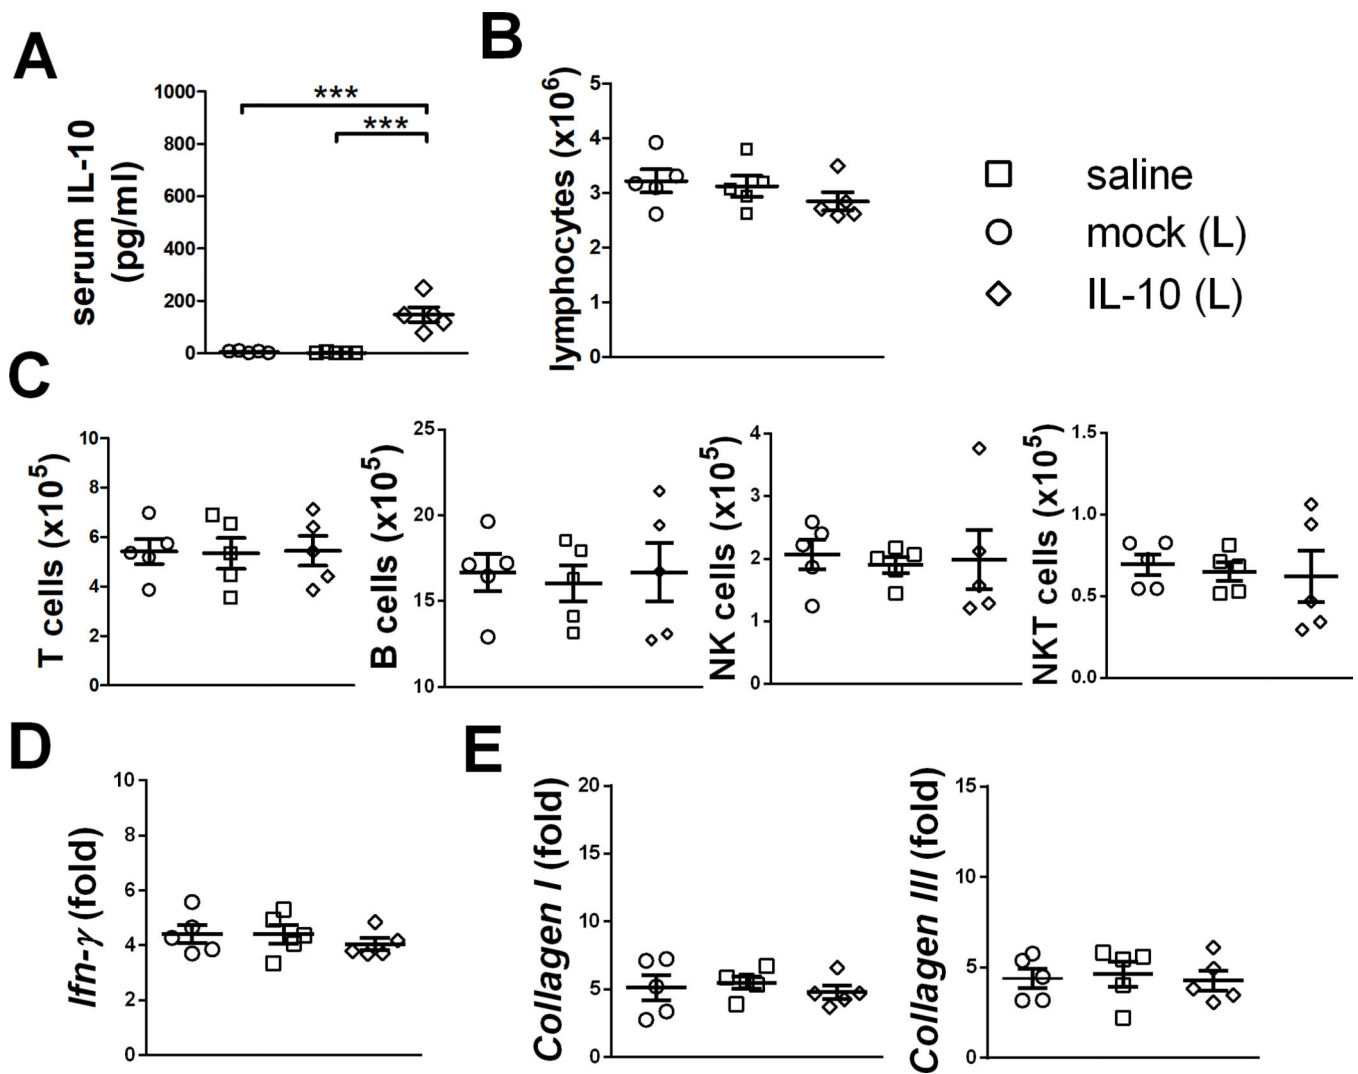 A
serum IL-10
(pg/ml)
1000
800
600
400
200
0
***
***
B
lymphocytes (x10⁶)
5
4
3
2
1
0
saline
mock (L)
IL-10 (L)
C
T cells (x10⁵)
10
8
6
4
2
0
B cells (x10⁵)
25
20
15
10
NK cells (x10⁵)
4
3
2
1
0
NKT cells (x10⁵)
1.5
1.0
0.5
0.0
D
Ifn-γ (fold)
10
8
6
4
2
0
E
Collagen I (fold)
20
15
10
5
0
Collagen III (fold)
15
10
5
0